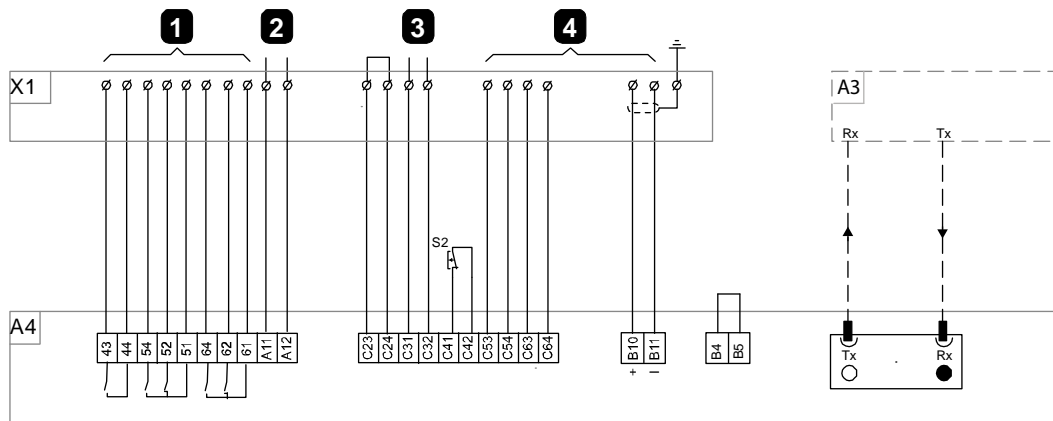 1 2 3 4
X1 A3
Rx Tx
S2
A4
43 44 54 52 51 64 62 61 A11 A12 C23 C24 C31 C32 C41 C42 C53 C54 C63 C64 B10 B11 B4 B5
Tx Rx
+ −